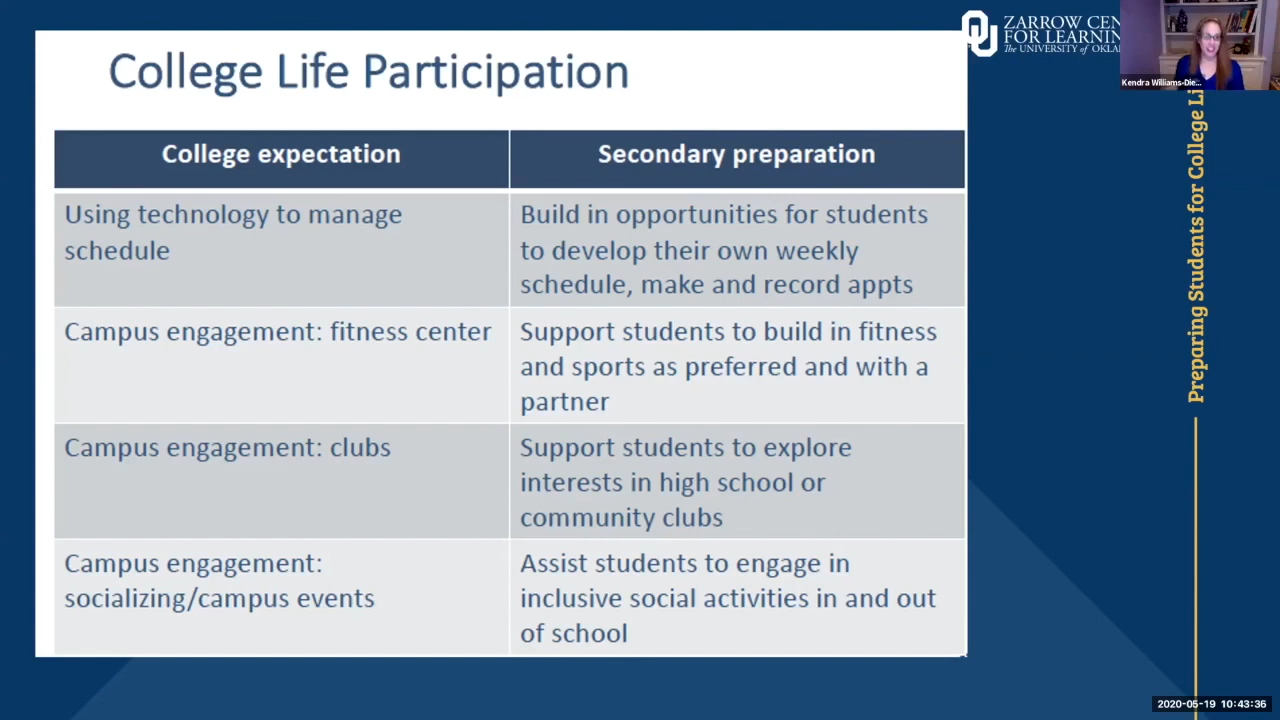 College Life Participation
College expectation
Secondary preparation
Using technology to manage
schedule
Build in opportunities for students
to develop their own weekly
schedule, make and record appts
Campus engagement: fitness center
Support students to build in fitness
and sports as preferred and with a
partner
Campus engagement: clubs
Support students to explore
interests in high school or
community clubs
Campus engagement:
socializing/campus events
Assist students to engage in
inclusive social activities in and out
of school
OU
ZARROW CEN
FOR LEARNIN
The UNIVERSITY of OKLA
Kendra Williams-Die...
Preparing Students for College Li
2020-05-19 10:43:36